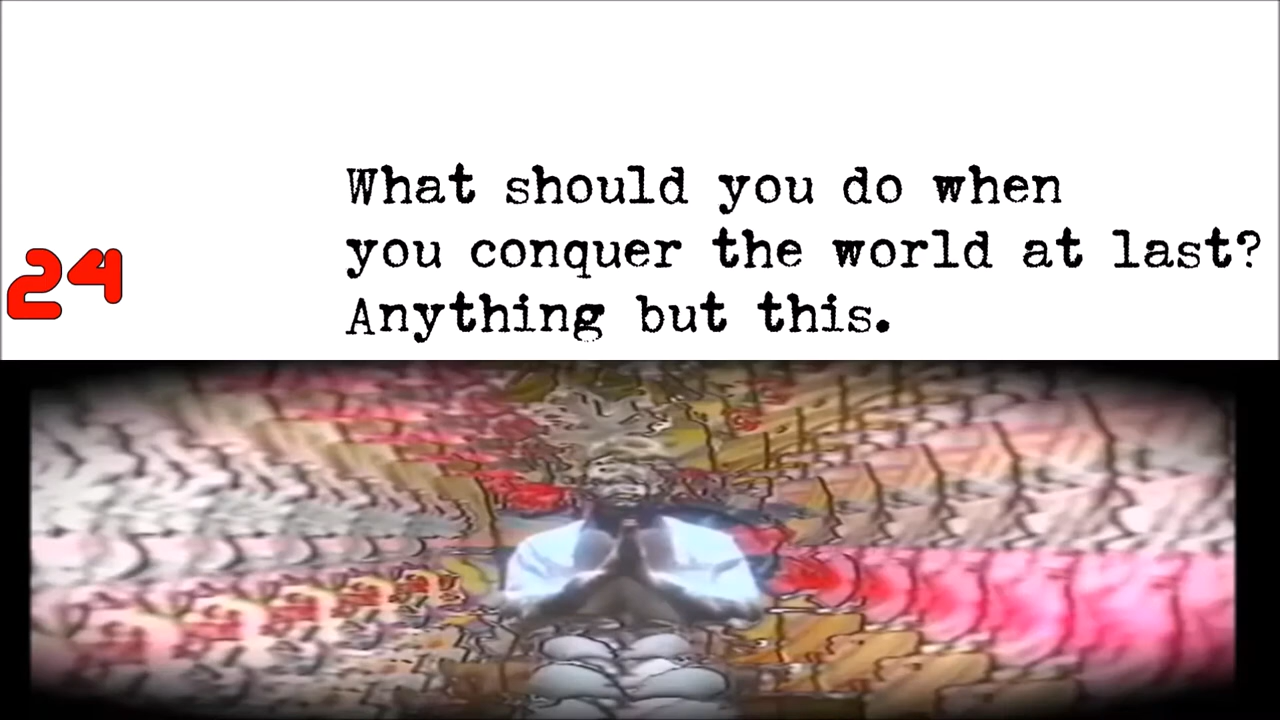 What should you do when
you conquer the world at last?
24
Anything but this.